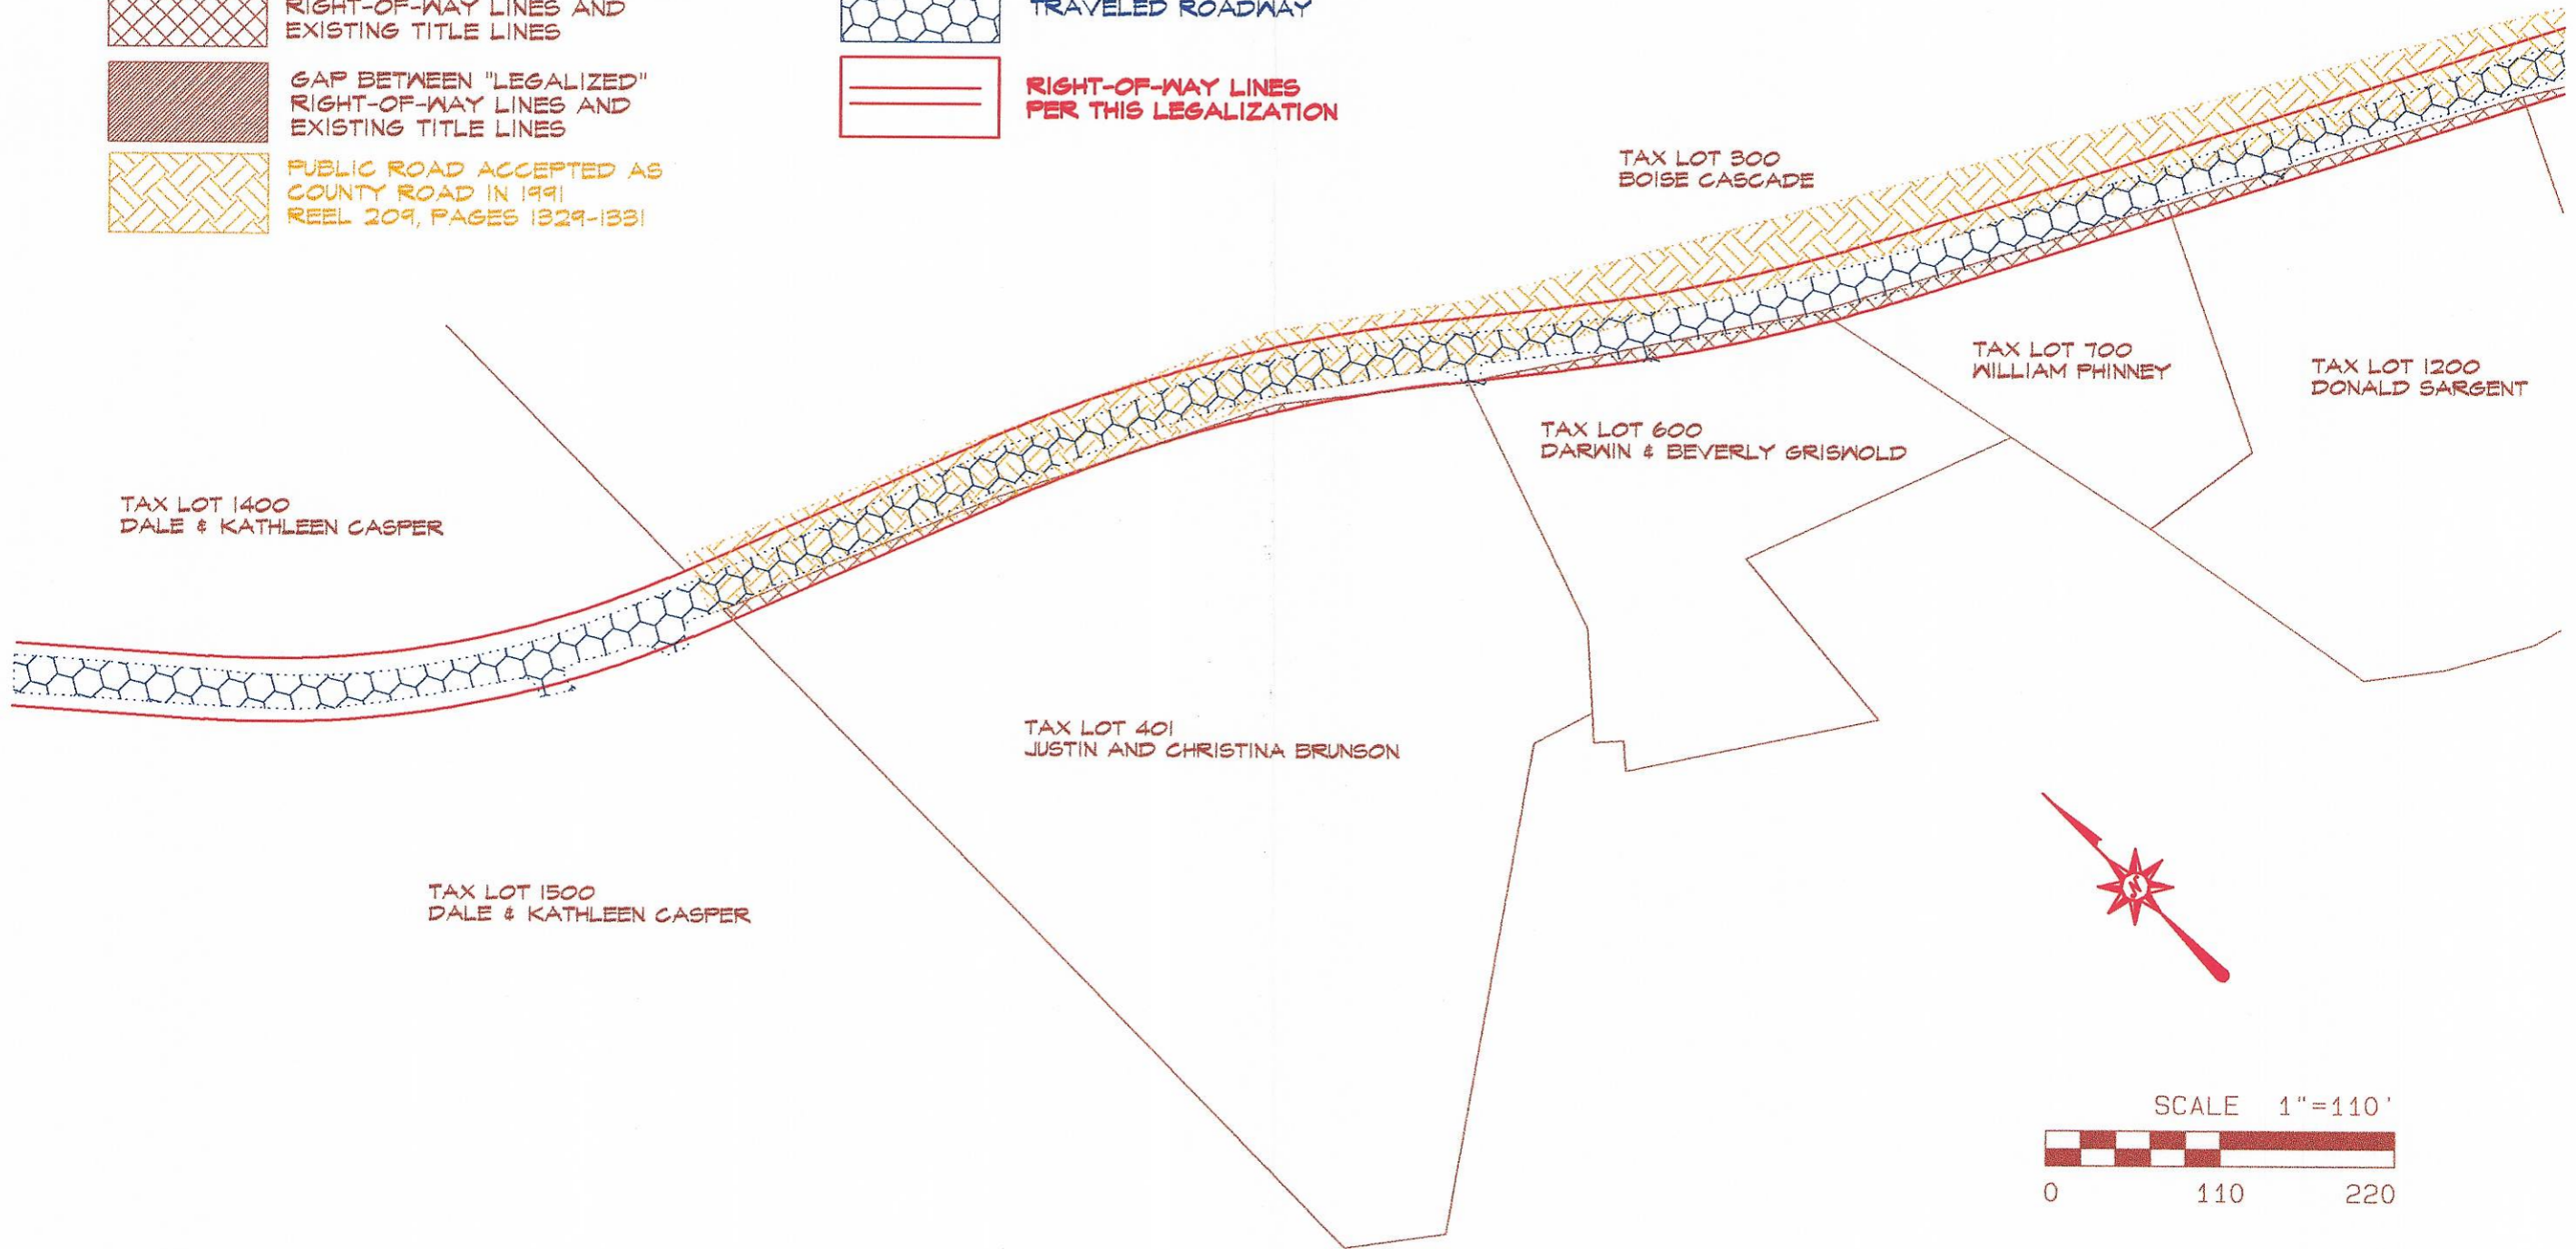 RIGHT-OF-WAY LINES AND
EXISTING TITLE LINES
GAP BETWEEN "LEGALIZED"
RIGHT-OF-WAY LINES AND
EXISTING TITLE LINES
PUBLIC ROAD ACCEPTED AS
COUNTY ROAD IN 1991
REEL 209, PAGES 1329-1331
TRAVELED ROADWAY
RIGHT-OF-WAY LINES
PER THIS LEGALIZATION
TAX LOT 300
BOISE CASCADE
TAX LOT 700
WILLIAM PHINNEY
TAX LOT 1200
DONALD SARGENT
TAX LOT 600
DARWIN & BEVERLY GRISWOLD
TAX LOT 1400
DALE & KATHLEEN CASPER
TAX LOT 401
JUSTIN AND CHRISTINA BRUNSON
TAX LOT 1500
DALE & KATHLEEN CASPER
N
SCALE 1"=110'
0 110 220